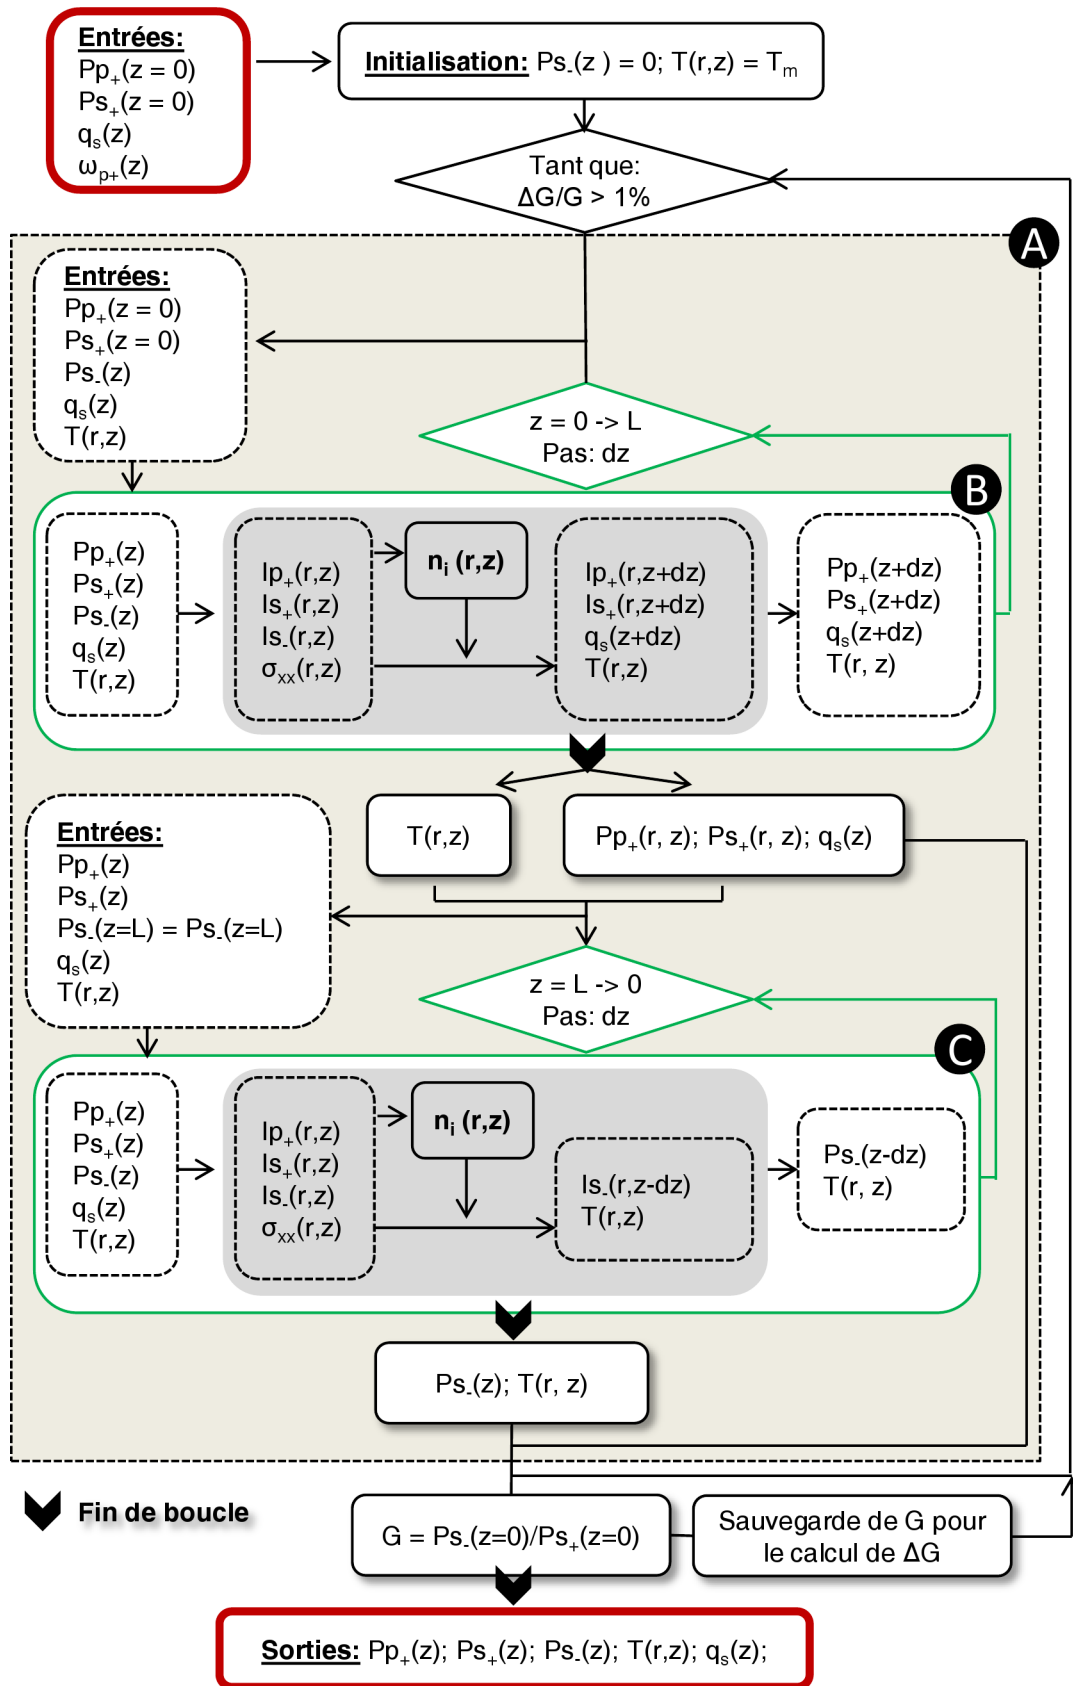 Entrées:
Pp₊(z = 0)
Ps₊(z = 0)
qₛ(z)
ωₚ₊(z)
Initialisation: Ps₋(z ) = 0; T(r,z) = Tₘ
Tant que:
ΔG/G > 1%
A
Entrées:
Pp₊(z = 0)
Ps₊(z = 0)
Ps₋(z)
qₛ(z)
T(r,z)
z = 0 -> L
Pas: dz
B
Pp₊(z)
Ps₊(z)
Ps₋(z)
qₛ(z)
T(r,z)
Ip₊(r,z)
Is₊(r,z)
Is₋(r,z)
σₓₓ(r,z)
nᵢ (r,z)
Ip₊(r,z+dz)
Is₊(r,z+dz)
qₛ(z+dz)
T(r,z)
Pp₊(z+dz)
Ps₊(z+dz)
qₛ(z+dz)
T(r, z)
T(r,z)
Pp₊(r, z); Ps₊(r, z); qₛ(z)
Entrées:
Pp₊(z)
Ps₊(z)
Ps₋(z=L) = Ps₋(z=L)
qₛ(z)
T(r,z)
z = L -> 0
Pas: dz
C
Pp₊(z)
Ps₊(z)
Ps₋(z)
qₛ(z)
T(r,z)
Ip₊(r,z)
Is₊(r,z)
Is₋(r,z)
σₓₓ(r,z)
nᵢ (r,z)
Is₋(r,z-dz)
T(r,z)
Ps₋(z-dz)
T(r, z)
Ps₋(z); T(r, z)
Fin de boucle
G = Ps₋(z=0)/Ps₊(z=0)
Sauvegarde de G pour
le calcul de ΔG
Sorties: Pp₊(z); Ps₊(z); Ps₋(z); T(r,z); qₛ(z);